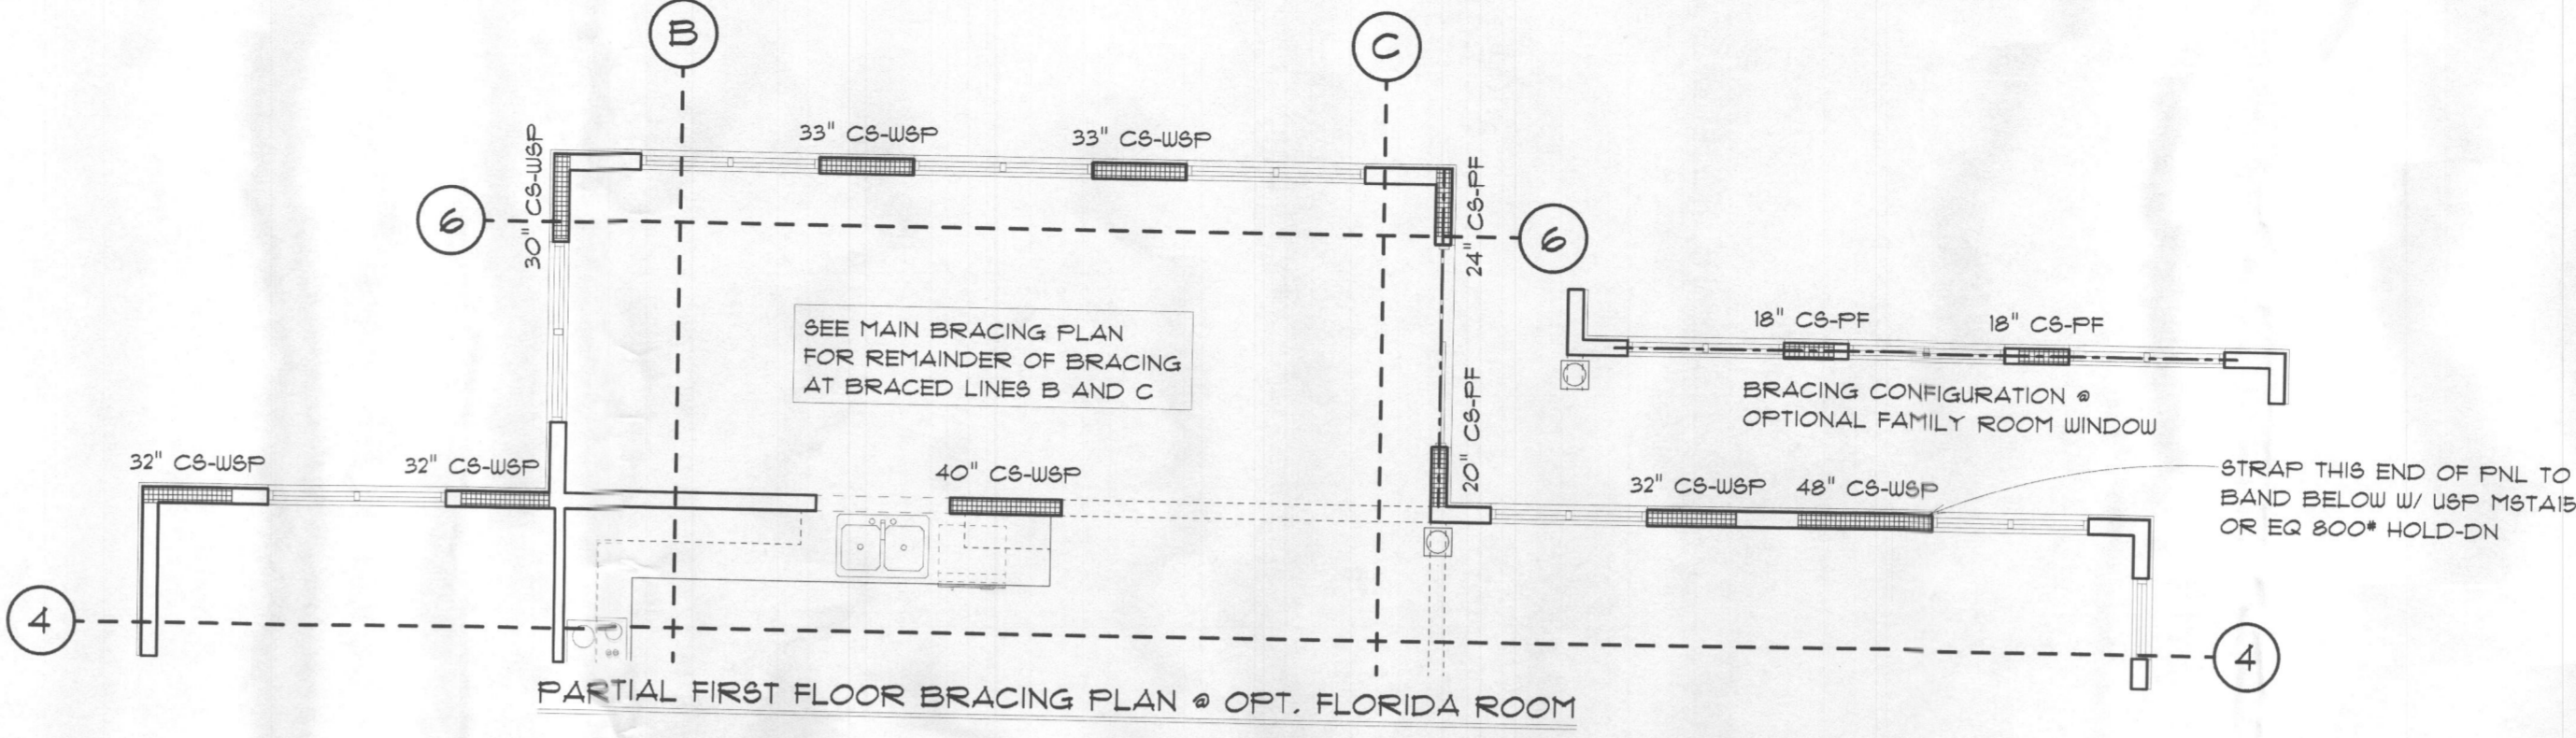 B
C
33" CS-WSP
33" CS-WSP
30" CS-WSP
24" CS-PF
6
6
SEE MAIN BRACING PLAN
FOR REMAINDER OF BRACING
AT BRACED LINES B AND C
18" CS-PF
18" CS-PF
BRACING CONFIGURATION @
OPTIONAL FAMILY ROOM WINDOW
20" CS-PF
32" CS-WSP
32" CS-WSP
40" CS-WSP
32" CS-WSP
48" CS-WSP
STRAP THIS END OF PNL TO
BAND BELOW W/ USP MSTA15
OR EQ 800# HOLD-DN
4
4
PARTIAL FIRST FLOOR BRACING PLAN @ OPT. FLORIDA ROOM